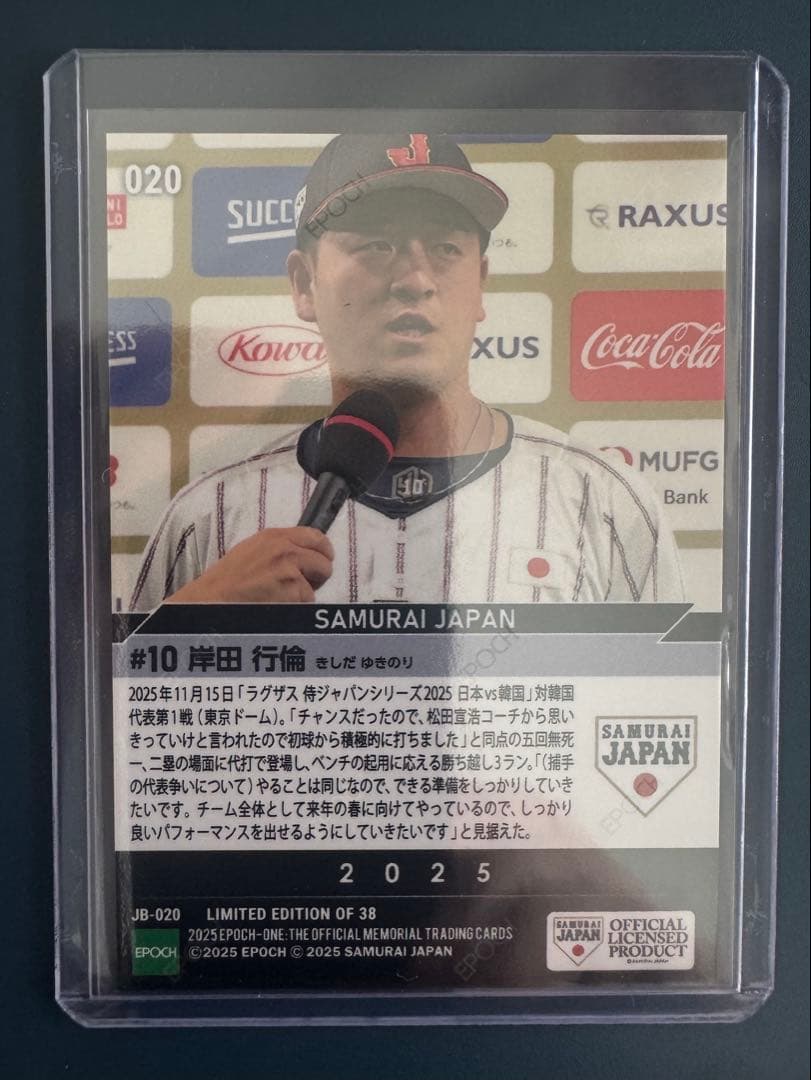 020
SUCC
RAXUS
ESS
Kowa
XUS
Coca-Cola
MUFG
Bank
10
SAMURAI JAPAN
#10 岸田 行倫 きしだ ゆきのり
2025年11月15日「ラグザス 侍ジャパンシリーズ2025 日本vs韓国」対韓国
代表第1戦（東京ドーム）。「チャンスだったので、松田宣浩コーチから思い
きっていけと言われたので初球から積極的に打ちました」と同点の五回無死
一、二塁の場面に代打で登場し、ベンチの起用に応える勝ち越し3ラン。「（捕手
の代表争いについて）やることは同じなので、できる準備をしっかりしていき
たいです。チーム全体として来年の春に向けてやっているので、しっかり
良いパフォーマンスを出せるようにしていきたいです」と見据えた。
SAMURAI
JAPAN
2025
JB-020 LIMITED EDITION OF 38
EPOCH
2025 EPOCH-ONE: THE OFFICIAL MEMORIAL TRADING CARDS
©2025 EPOCH © 2025 SAMURAI JAPAN
SAMURAI
JAPAN
OFFICIAL
LICENSED
PRODUCT
© SAMURAI JAPAN
EPOCH
EPOCH
EPOCH
EPOCH